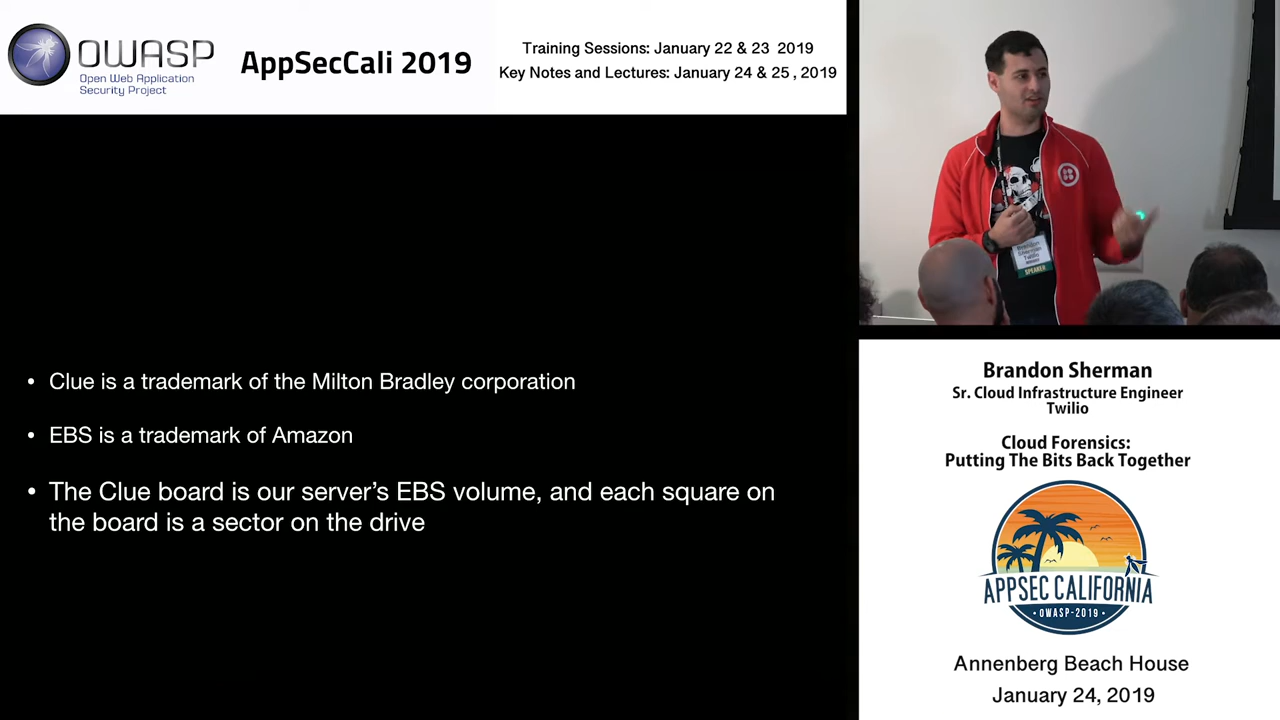 OWASP
Open Web Application
Security Project
AppSecCali 2019
Training Sessions: January 22 & 23 2019
Key Notes and Lectures: January 24 & 25 , 2019
• Clue is a trademark of the Milton Bradley corporation
• EBS is a trademark of Amazon
• The Clue board is our server’s EBS volume, and each square on
the board is a sector on the drive
Brandon
Sherman
Twilio
SPEAKER
Brandon Sherman
Sr. Cloud Infrastructure Engineer
Twilio
Cloud Forensics:
Putting The Bits Back Together
APPSEC CALIFORNIA
• OWASP-2019 •
Annenberg Beach House
January 24, 2019